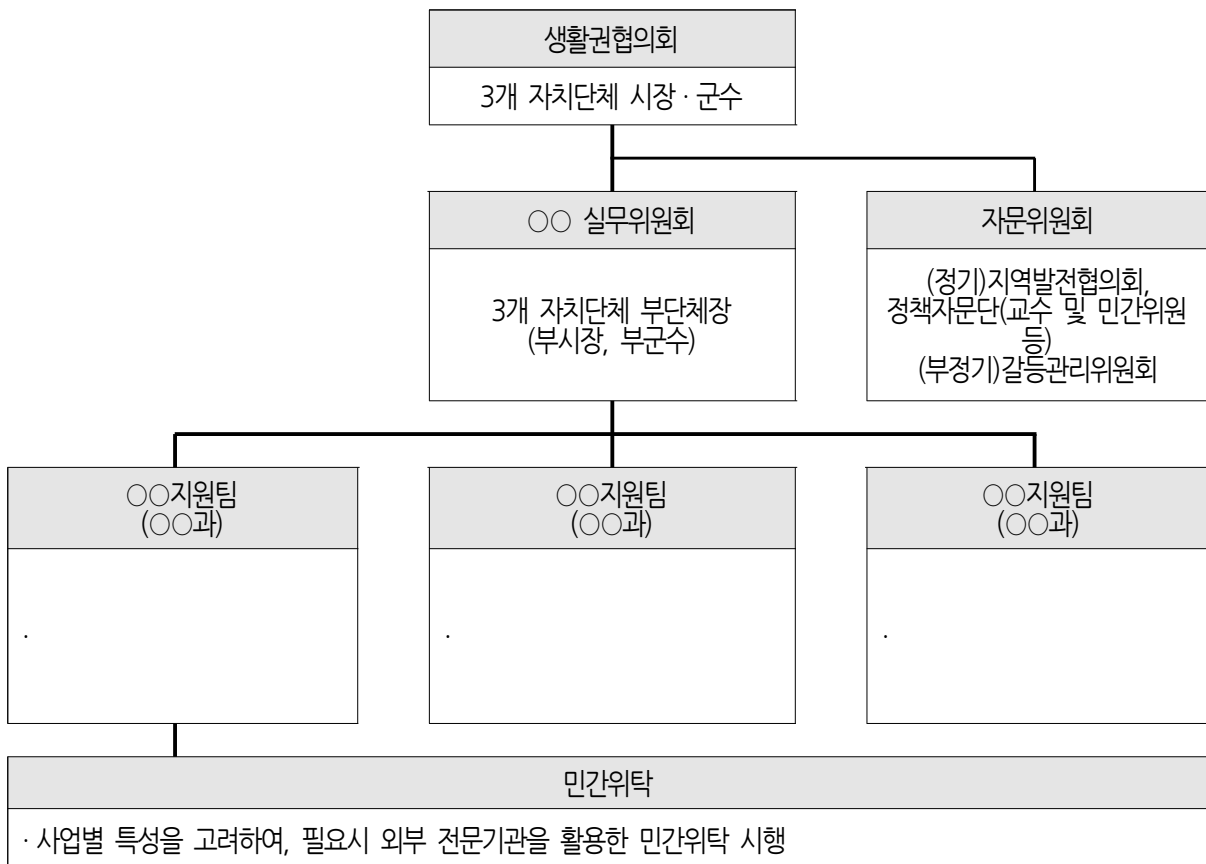 생활권협의회
3개 자치단체 시장 · 군수
○○ 실무위원회
3개 자치단체 부단체장
(부시장, 부군수)
자문위원회
(정기)지역발전협의회,
정책자문단(교수 및 민간위원
등)
(부정기)갈등관리위원회
○○지원팀
(○○과)
·
○○지원팀
(○○과)
·
○○지원팀
(○○과)
·
민간위탁
· 사업별 특성을 고려하여, 필요시 외부 전문기관을 활용한 민간위탁 시행